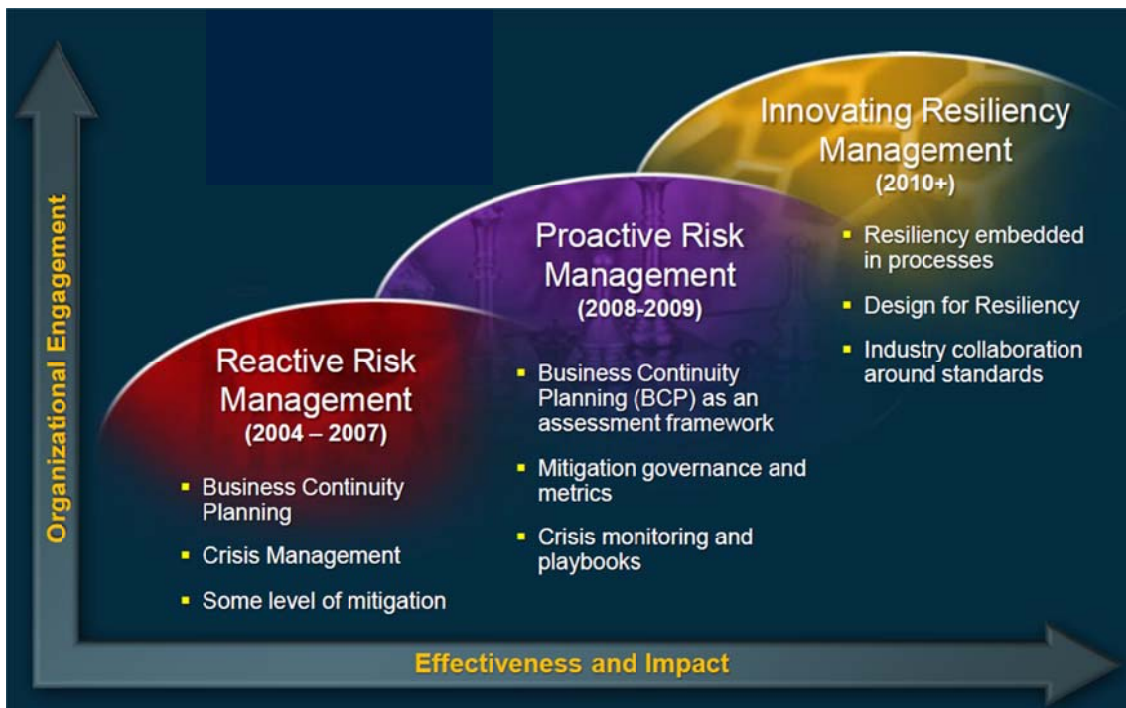 Organizational Engagement
Reactive Risk
Management
(2004 – 2007)
▪ Business Continuity
Planning
▪ Crisis Management
▪ Some level of mitigation
Proactive Risk
Management
(2008-2009)
▪ Business Continuity
Planning (BCP) as an
assessment framework
▪ Mitigation governance and
metrics
▪ Crisis monitoring and
playbooks
Innovating Resiliency
Management
(2010+)
▪ Resiliency embedded
in processes
▪ Design for Resiliency
▪ Industry collaboration
around standards
Effectiveness and Impact